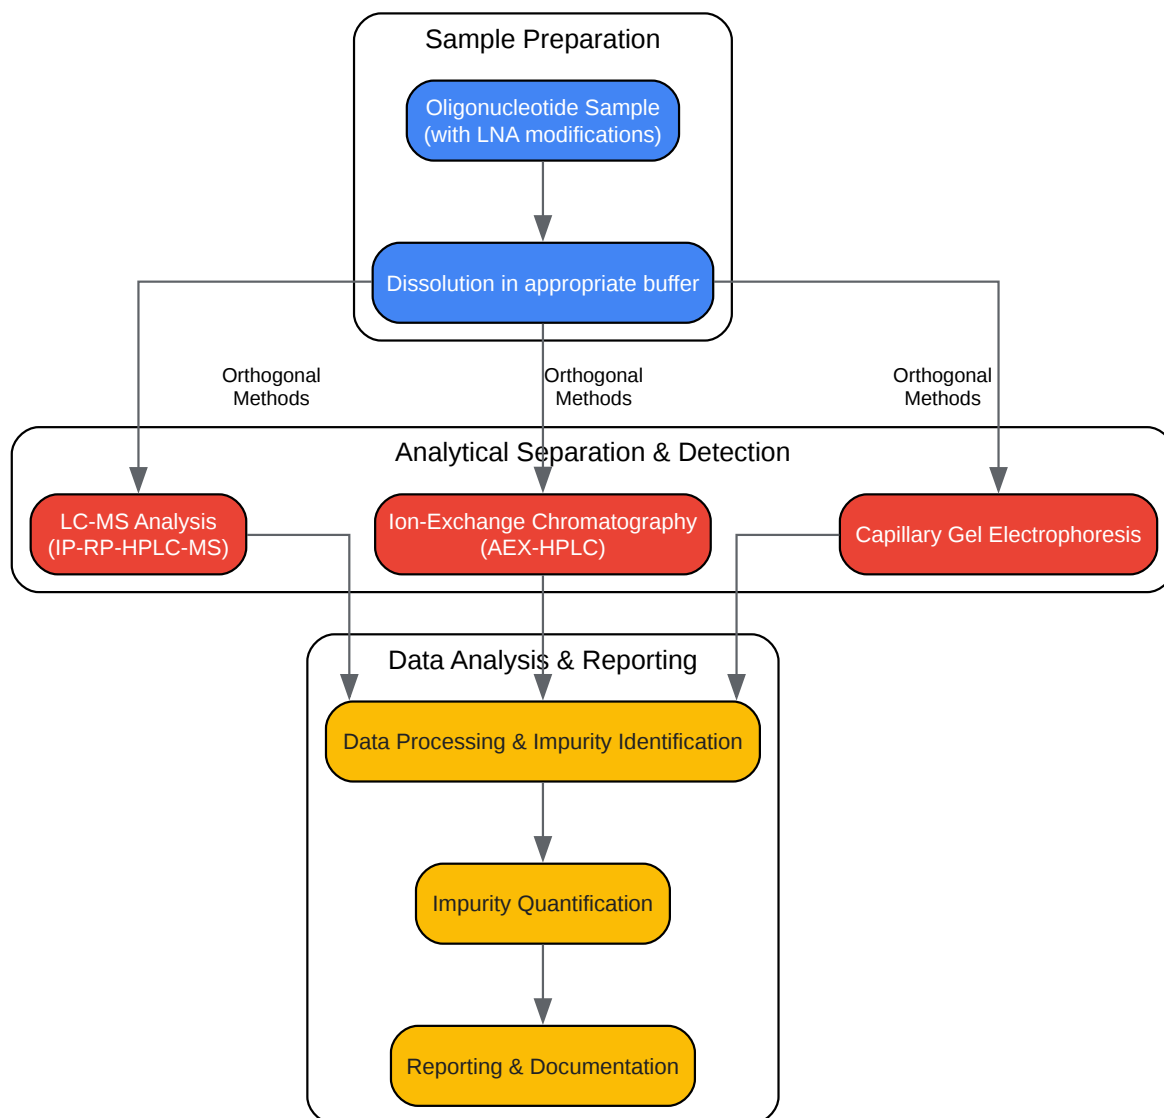 Sample Preparation
Oligonucleotide Sample
(with LNA modifications)
Dissolution in appropriate buffer
Orthogonal
Methods
Orthogonal
Methods
Orthogonal
Methods
Analytical Separation & Detection
LC-MS Analysis
(IP-RP-HPLC-MS)
Ion-Exchange Chromatography
(AEX-HPLC)
Capillary Gel Electrophoresis
Data Analysis & Reporting
Data Processing & Impurity Identification
Impurity Quantification
Reporting & Documentation